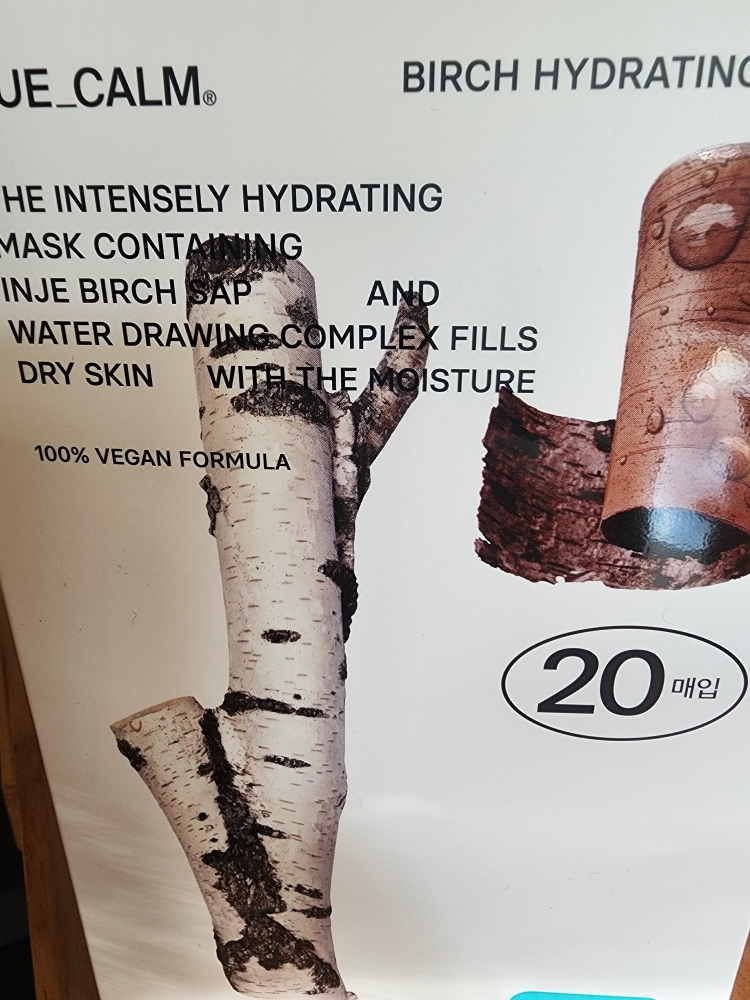 UE_CALM®
BIRCH HYDRATING
HE INTENSELY HYDRATING
MASK CONTAINING
INJE BIRCH SAP AND
WATER DRAWING COMPLEX FILLS
DRY SKIN WITH THE MOISTURE
100% VEGAN FORMULA
20 매입